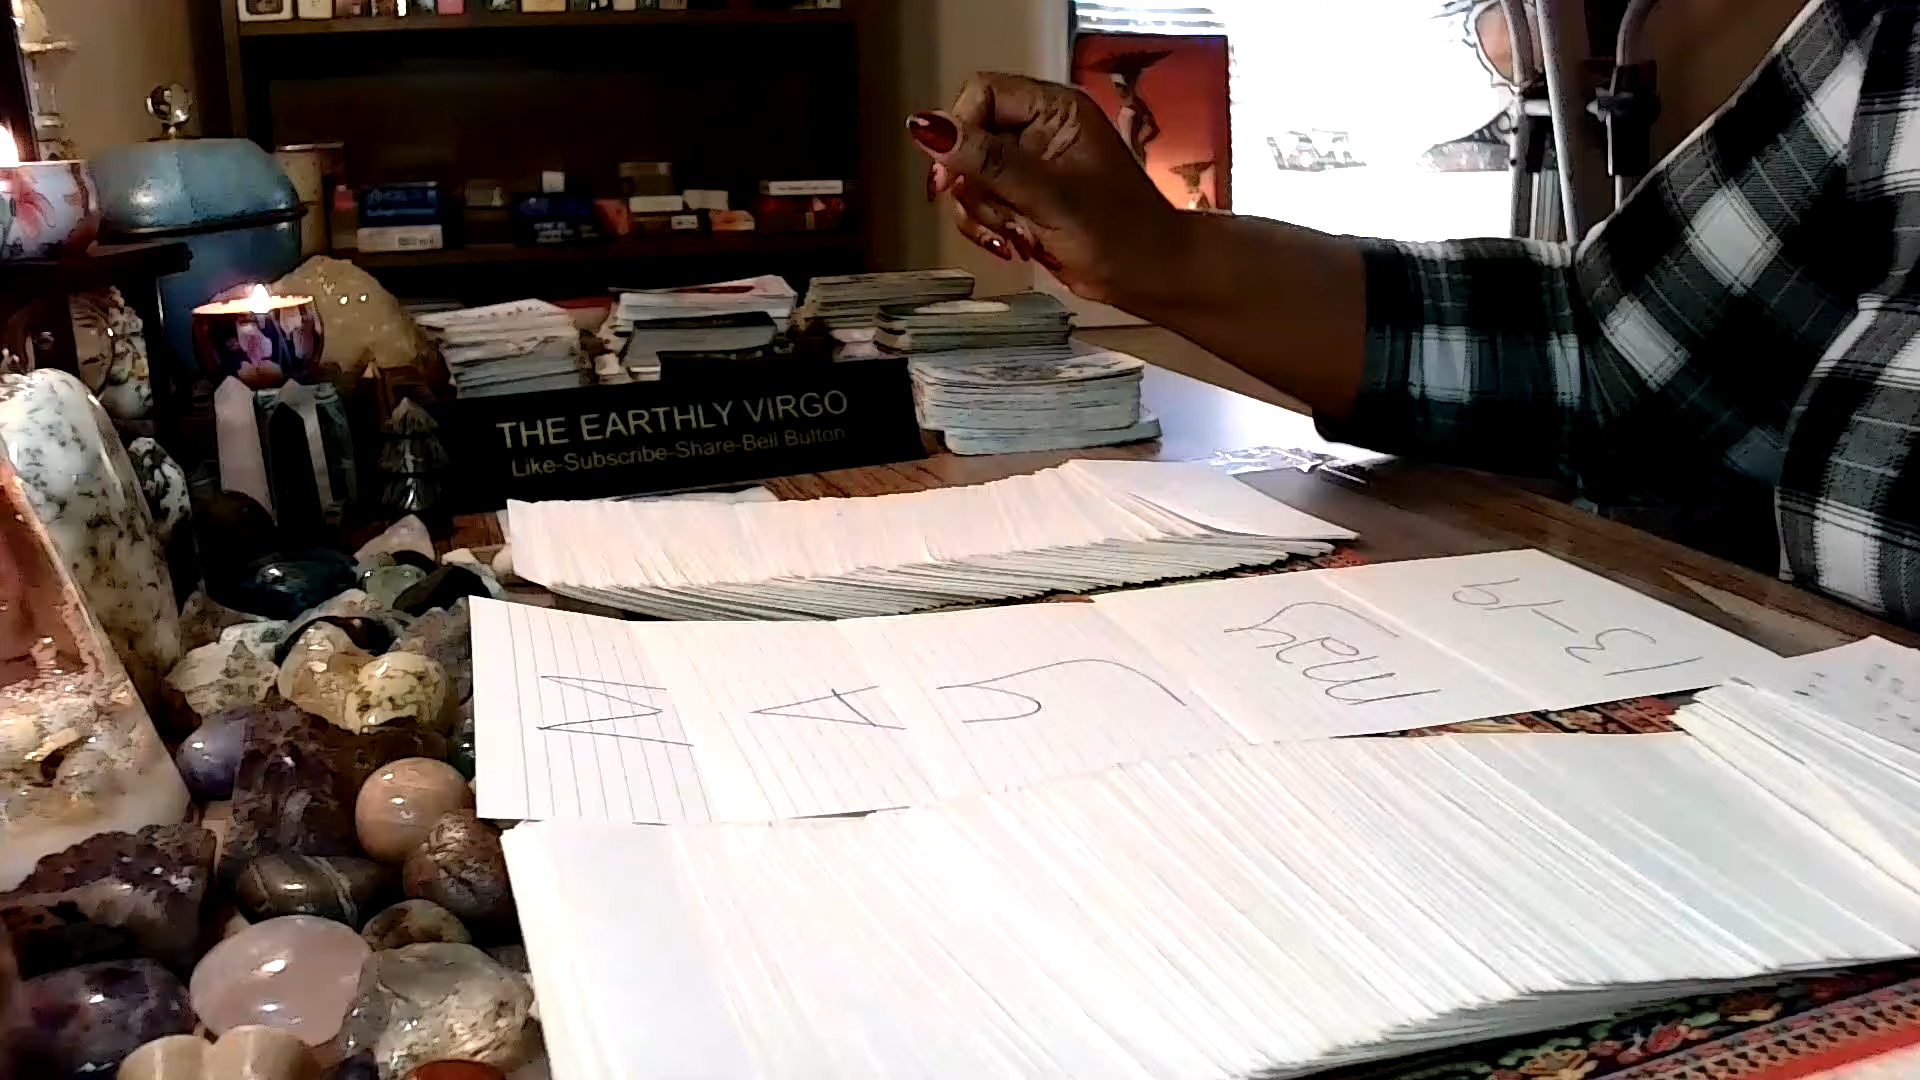 THE EARTHLY VIRGO
Like-Subscribe-Share-Bell Button
M
A
Y
May
13-19